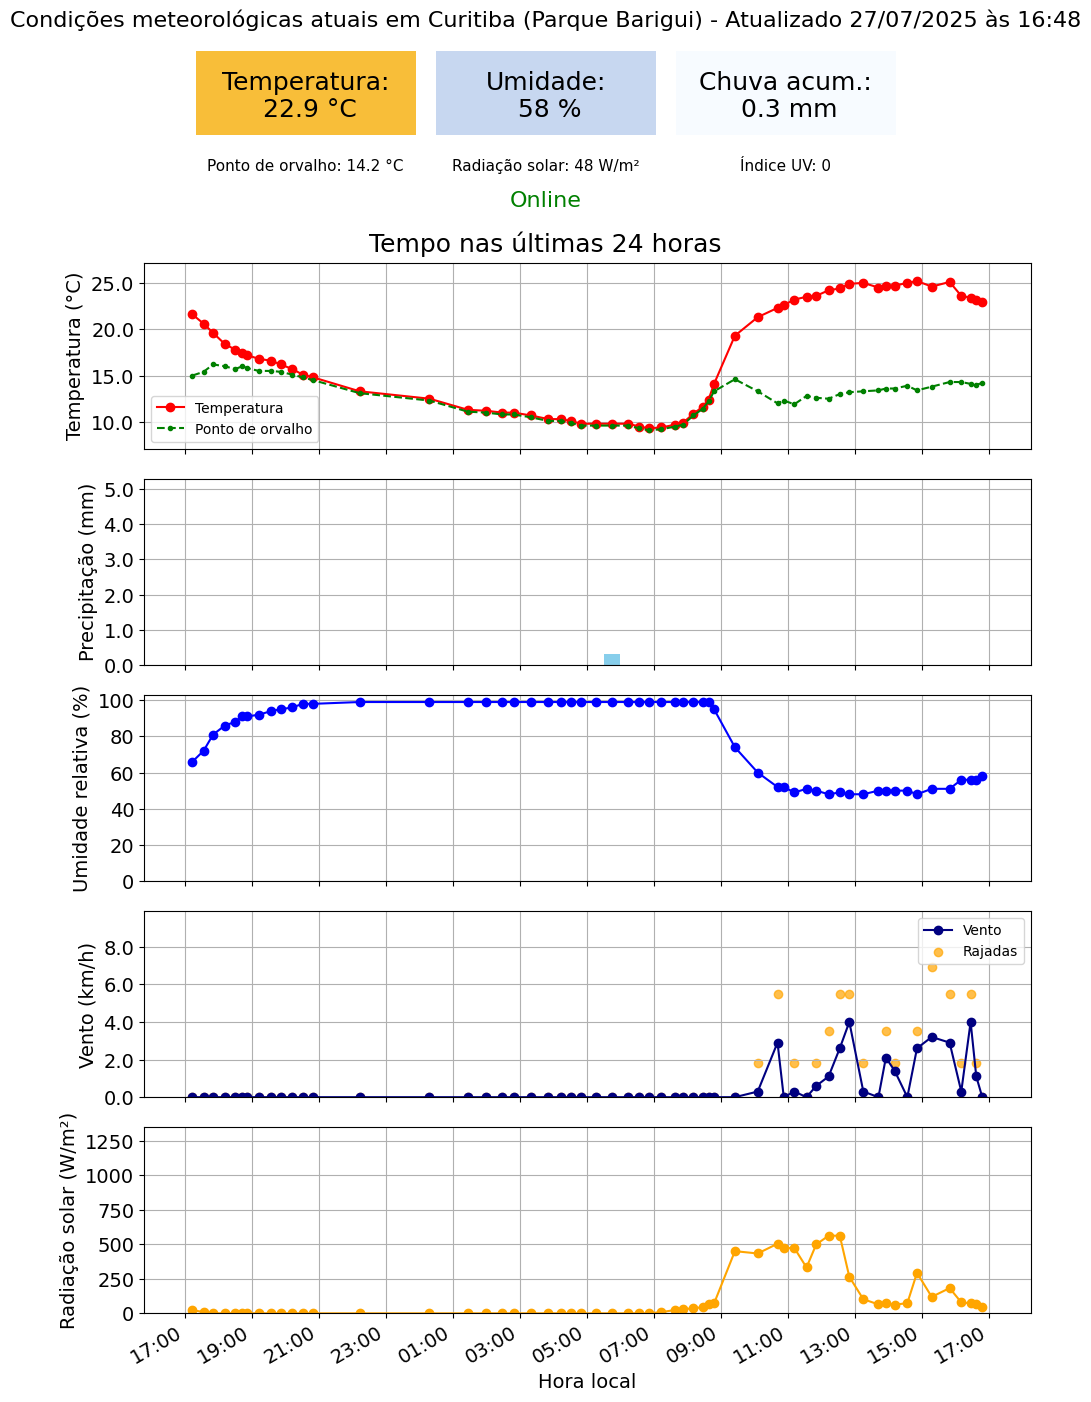 Condições meteorológicas atuais em Curitiba (Parque Barigui) - Atualizado 27/07/2025 às 16:48
Temperatura:
22.9 °C
Umidade:
58 %
Chuva acum.:
0.3 mm
Ponto de orvalho: 14.2 °C
Radiação solar: 48 W/m²
Índice UV: 0
Online
Tempo nas últimas 24 horas
Temperatura (°C)
25.0
20.0
15.0
10.0
Temperatura
Ponto de orvalho
Precipitação (mm)
5.0
4.0
3.0
2.0
1.0
0.0
Umidade relativa (%)
100
80
60
40
20
0
Vento (km/h)
8.0
6.0
4.0
2.0
0.0
Vento
Rajadas
Radiação solar (W/m²)
1250
1000
750
500
250
0
17:00
19:00
21:00
23:00
01:00
03:00
05:00
07:00
09:00
11:00
13:00
15:00
17:00
Hora local